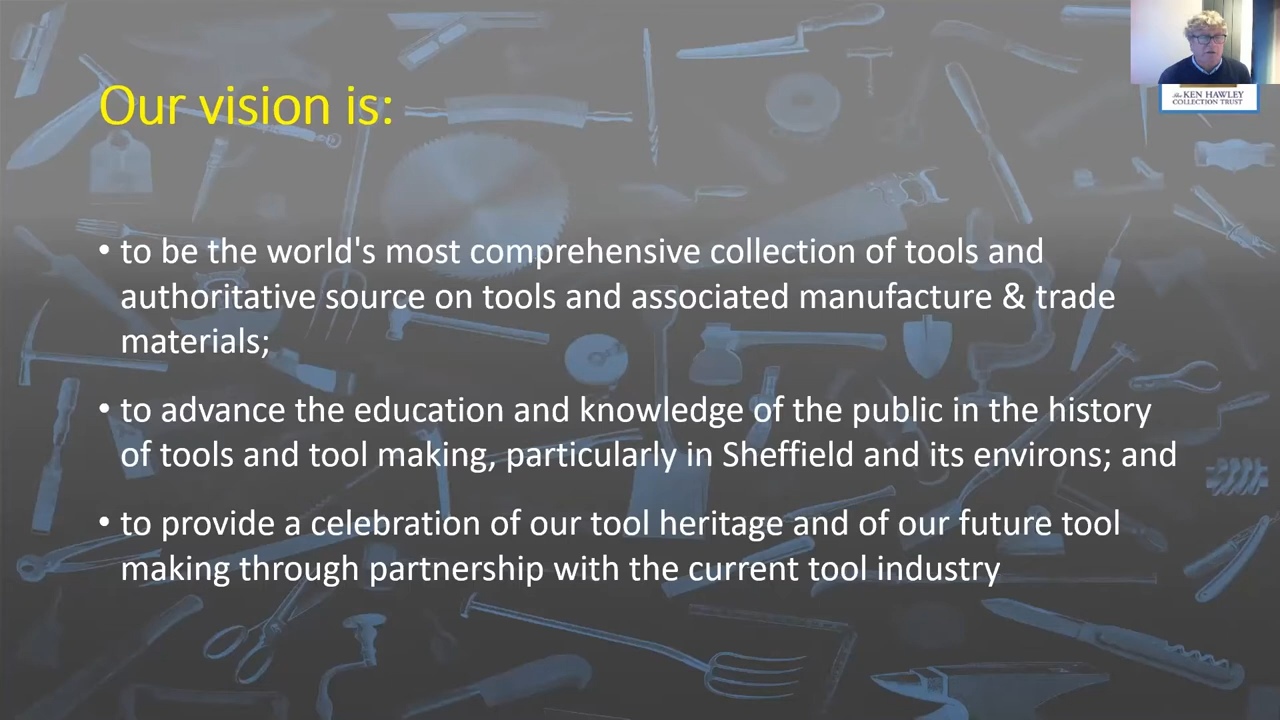 The KEN HAWLEY
COLLECTION TRUST
Our vision is:
• to be the world's most comprehensive collection of tools and
authoritative source on tools and associated manufacture & trade
materials;
• to advance the education and knowledge of the public in the history
of tools and tool making, particularly in Sheffield and its environs; and
• to provide a celebration of our tool heritage and of our future tool
making through partnership with the current tool industry